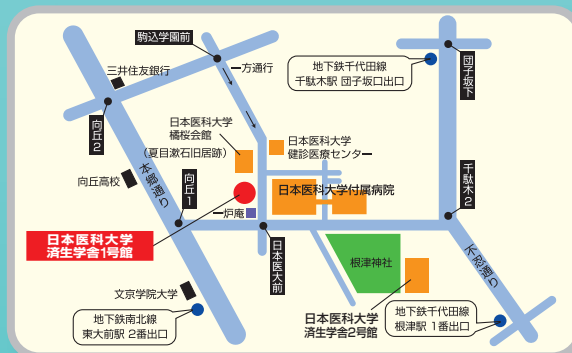 駒込学園前
三井住友銀行
一方通行
地下鉄千代田線
千駄木駅 団子坂口出口
団子坂下
向丘2
日本医科大学
橘桜会館
(夏目漱石旧居跡)
日本医科大学
健診医療センター
向丘高校
本郷通り
向丘1
日本医科大学付属病院
千駄木2
一炉庵
日本医科大学
済生学舎1号館
日本医大前
根津神社
不忍通り
文京学院大学
地下鉄南北線
東大前駅 2番出口
日本医科大学
済生学舎2号館
地下鉄千代田線
根津駅 1番出口